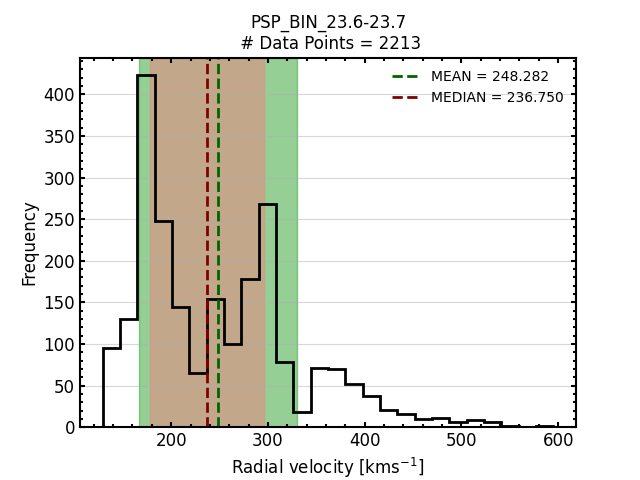 PSP_BIN_23.6-23.7
# Data Points = 2213
MEAN = 248.282
MEDIAN = 236.750
400
350
300
250
200
150
100
50
0
Frequency
200 300 400 500 600
Radial velocity [kms⁻¹]